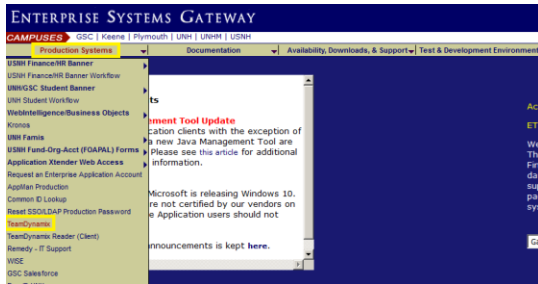 ENTERPRISE SYSTEMS GATEWAY
CAMPUSES GSC | Keene | Plymouth | UNH | UNHM | USNH
Production Systems Documentation Availability, Downloads, & Support Test & Development Environment
USNH Finance/HR Banner
USNH Finance/HR Banner Workflow
UNH/GSC Student Banner
UNH Student Workflow
WebIntelligence/Business Objects
Kronos
UNH Famis
USNH Fund-Org-Acct (FOAPAL) Forms
Application Xtender Web Access
Request an Enterprise Application Account
AppMan Production
Common ID Lookup
Reset SSO/LDAP Production Password
TeamDynamix
TeamDynamix Reader (Client)
Remedy - IT Support
WISE
GSC Salesforce
ts
ement Tool Update
cation clients with the exception of
a new Java Management Tool are
Please see this article for additional
information.
Microsoft is releasing Windows 10.
re not certified by our vendors on
e Application users should not
nnouncements is kept here.
Ac
ET
We
Th
Fin
da
sup
pa
sys